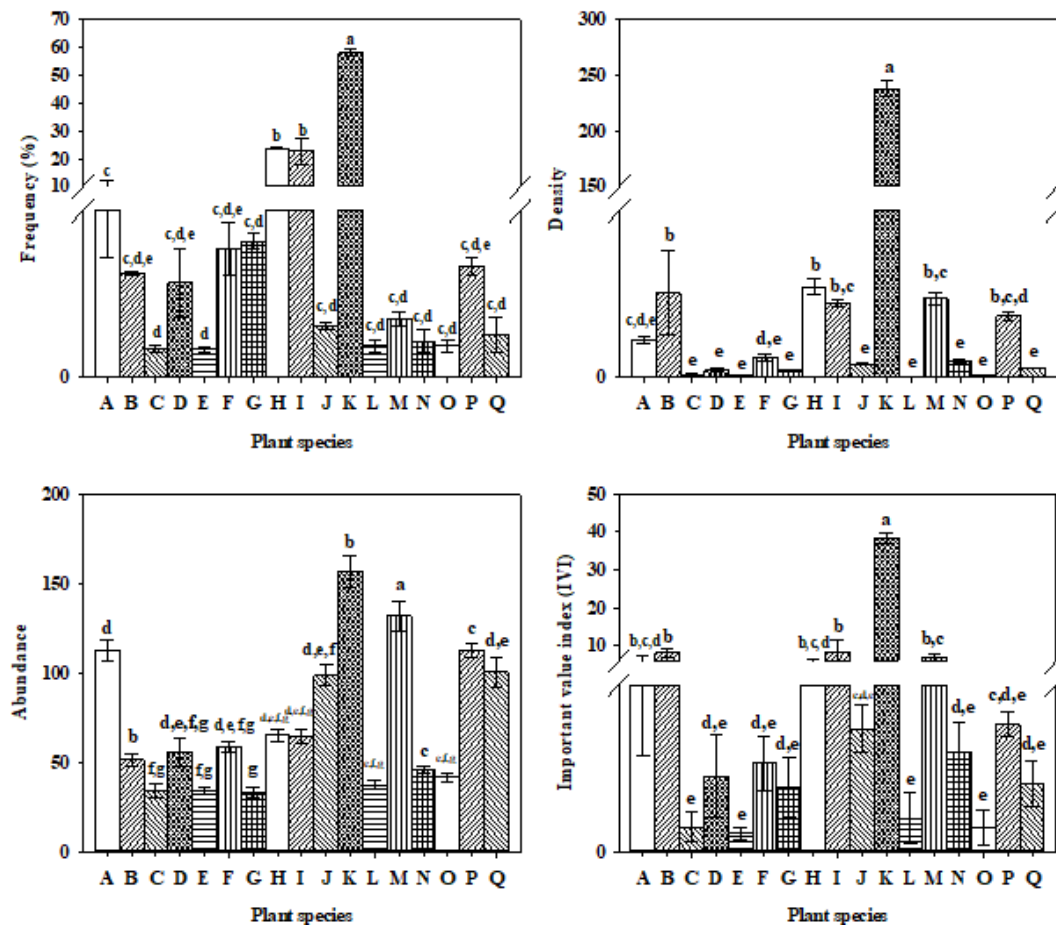 70
60
50
40
30
20
10
0
Frequency (%)
c
c,d,e
d
c,d,e
e
c,d,e
c,d
b
b
c,d
a
c,d
c,d
c,d
c,d
c,d,e
c,d
A B C D E F G H I J K L M N O P Q
Plant species
300
250
200
150
0
Density
c,d,e
b
e
e
e
d,e
e
b
b,c
e
a
e
b,c
e
e
b,c,d
e
A B C D E F G H I J K L M N O P Q
Plant species
200
150
100
50
0
Abundance
d
b
f,g
d,e,f,g
f,g
d,e,f,g
g
d,e,f,g
d,e,f,g
d,e,f
b
e,f,g
a
c
e,f,g
c
d,e
A B C D E F G H I J K L M N O P Q
Plant species
50
40
30
20
10
0
Important value index (IVI)
b,c,d
b
e
d,e
e
d,e
d,e
b,c,d
b
c,d,e
a
e
b,c
d,e
e
c,d,e
d,e
A B C D E F G H I J K L M N O P Q
Plant species